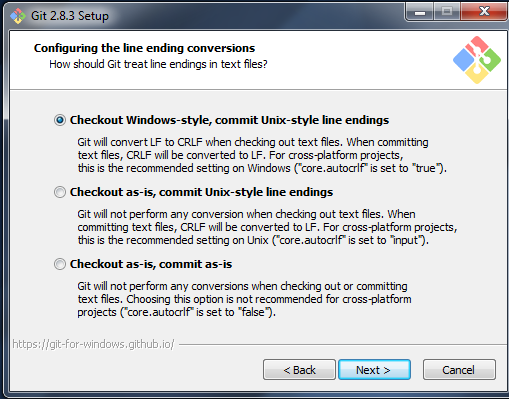 Git 2.8.3 Setup
Configuring the line ending conversions
How should Git treat line endings in text files?
Checkout Windows-style, commit Unix-style line endings
Git will convert LF to CRLF when checking out text files. When committing
text files, CRLF will be converted to LF. For cross-platform projects,
this is the recommended setting on Windows ("core.autocrlf" is set to "true").
Checkout as-is, commit Unix-style line endings
Git will not perform any conversion when checking out text files. When
committing text files, CRLF will be converted to LF. For cross-platform projects,
this is the recommended setting on Unix ("core.autocrlf" is set to "input").
Checkout as-is, commit as-is
Git will not perform any conversions when checking out or committing
text files. Choosing this option is not recommended for cross-platform
projects ("core.autocrlf" is set to "false").
https://git-for-windows.github.io/
< Back
Next >
Cancel